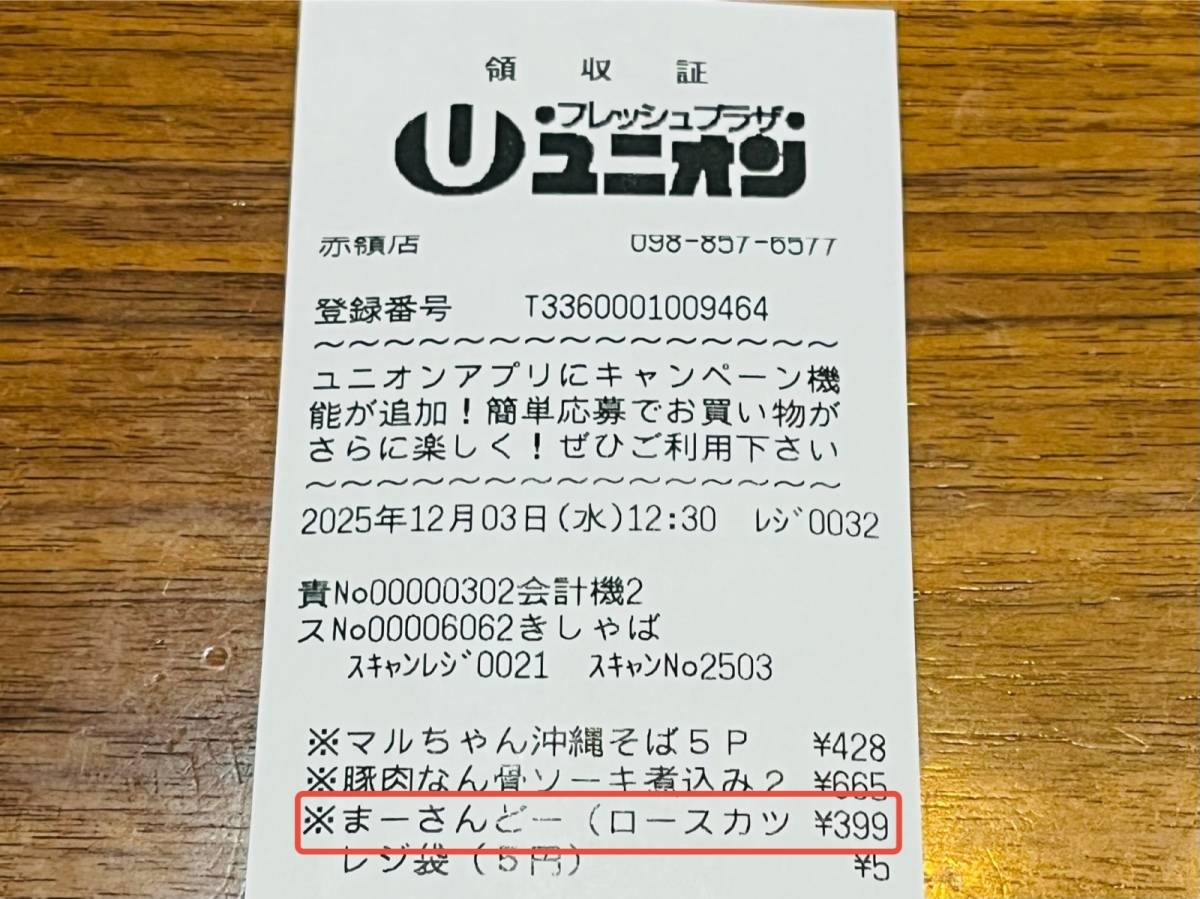 領 収 証
・フレッシュプラザ・
ユニオン
赤嶺店 098-857-6577
登録番号 T3360001009464
～～～～～～～～～～～～～～～
ユニオンアプリにキャンペーン機
能が追加！簡単応募でお買い物が
さらに楽しく！ぜひご利用下さい
～～～～～～～～～～～～～～～
2025年12月03日(水)12:30 ﾚｼﾞ0032
責No00000302会計機2
スNo00006062きしゃば
ｽｷｬﾝﾚｼﾞ0021 ｽｷｬﾝNo2503
※マルちゃん沖縄そば５Ｐ ¥428
※豚肉なん骨ソーキ煮込み２ ¥665
※まーさんどー（ロースカツ ¥399
レジ袋（５円） ¥5